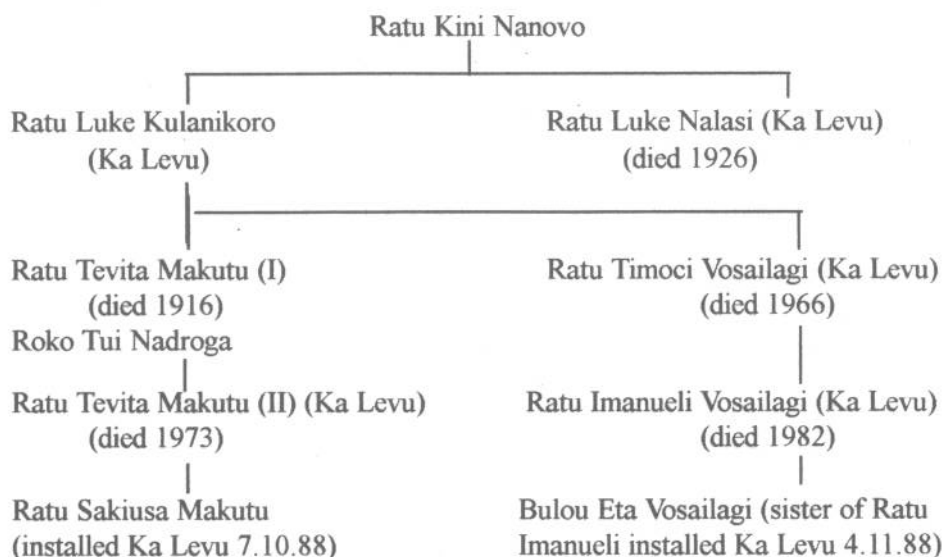 Ratu Kini Nanovo
Ratu Luke Kulanikoro
(Ka Levu)
Ratu Luke Nalasi (Ka Levu)
(died 1926)
Ratu Tevita Makutu (I)
(died 1916)
Roko Tui Nadroga
Ratu Timoci Vosailagi (Ka Levu)
(died 1966)
Ratu Tevita Makutu (II) (Ka Levu)
(died 1973)
Ratu Imanueli Vosailagi (Ka Levu)
(died 1982)
Ratu Sakiusa Makutu
(installed Ka Levu 7.10.88)
Bulou Eta Vosailagi (sister of Ratu
Imanueli installed Ka Levu 4.11.88)